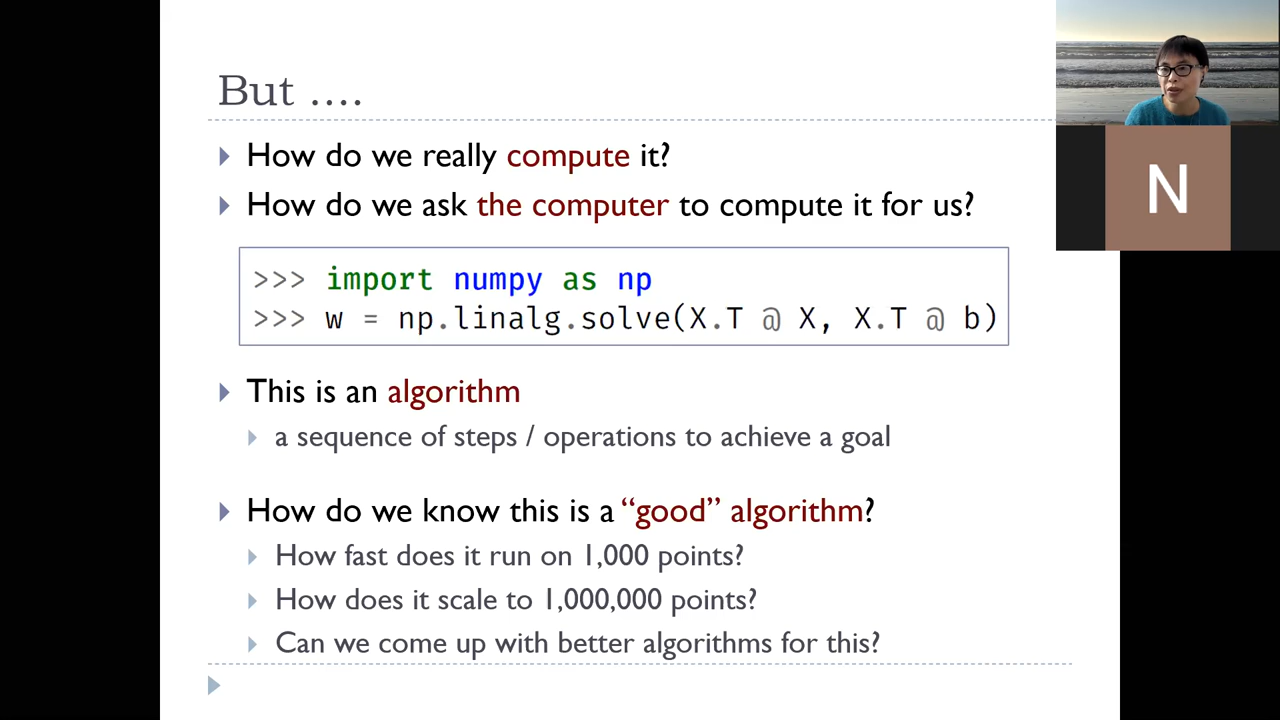 But ....
How do we really compute it?
How do we ask the computer to compute it for us?
>>> import numpy as np
>>> w = np.linalg.solve(X.T @ X, X.T @ b)
This is an algorithm
a sequence of steps / operations to achieve a goal
How do we know this is a “good” algorithm?
How fast does it run on 1,000 points?
How does it scale to 1,000,000 points?
Can we come up with better algorithms for this?
N